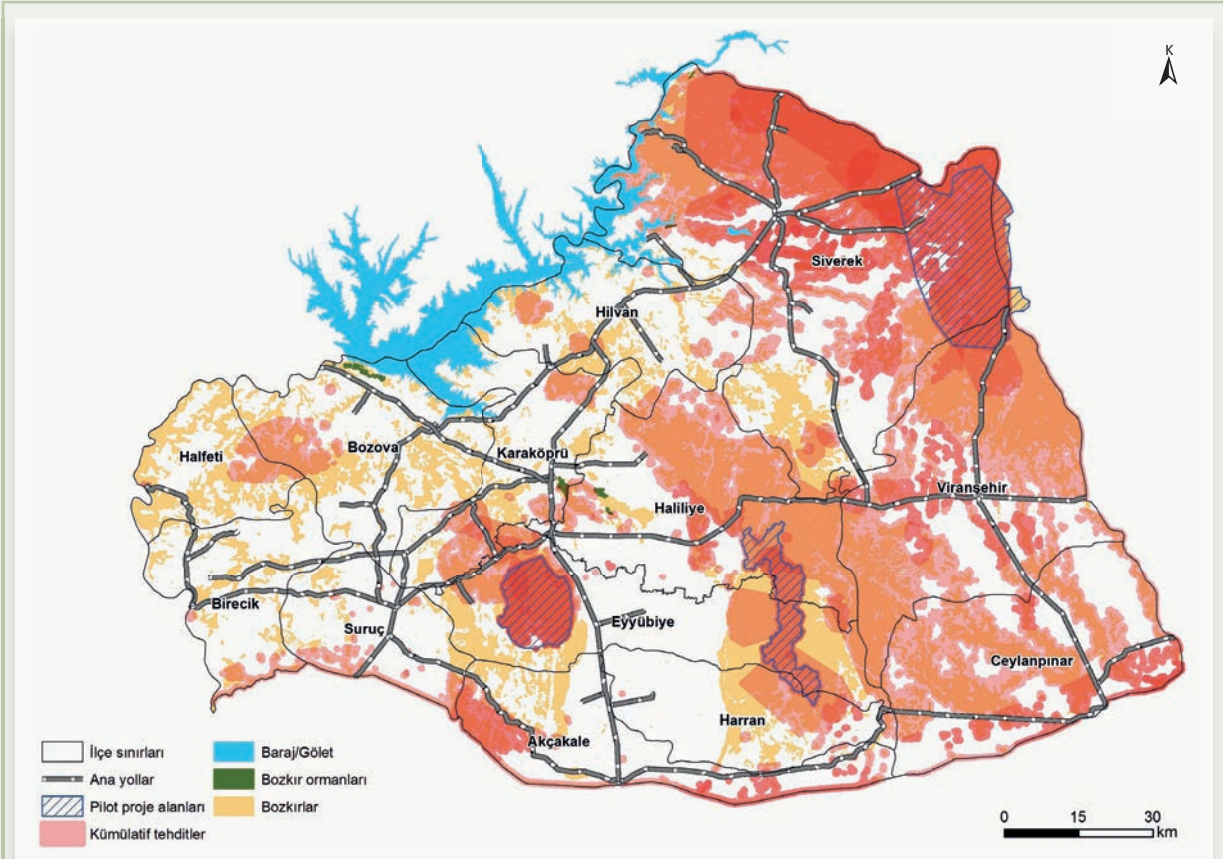 K
Siverek
Hilvan
Halfeti
Bozova
Karaköprü
Haliliye
Viranşehir
Birecik
Suruç
Eyyübiye
Ceylanpınar
Harran
Akçakale
İlçe sınırları
Ana yollar
Pilot proje alanları
Kümülatif tehditler
Baraj/Gölet
Bozkır ormanları
Bozkırlar
0 15 30
km